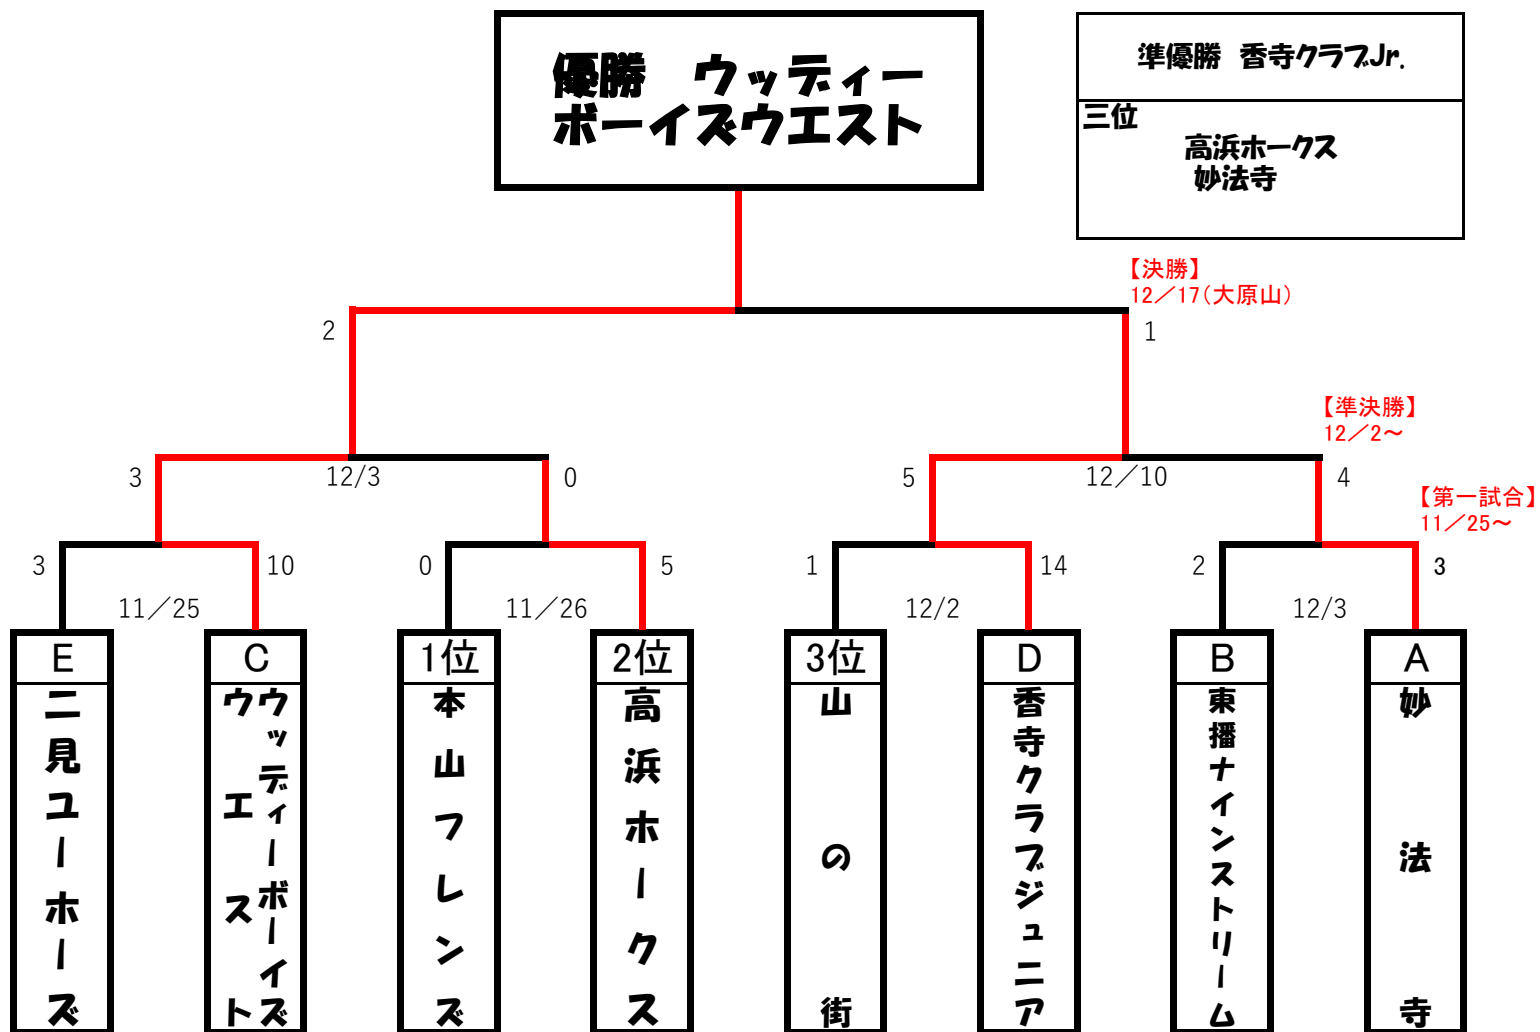 優勝　ウッディー
ボーイズウエスト
準優勝 香寺クラブJr.
三位
高浜ホークス
妙法寺
【決勝】
12／17(大原山)
2
1
【準決勝】
12／2～
3
12/3
0
5
12／10
4
【第一試合】
11／25～
3
10
0
5
1
14
2
3
11／25
11／26
12/2
12/3
E
C
1位
2位
3位
D
B
A
二見ユーホーズ
ウッディーボーイズ
ウエスト
本山フレンズ
高浜ホークス
山の街
香寺クラブジュニア
東播ナインストリーム
妙法寺